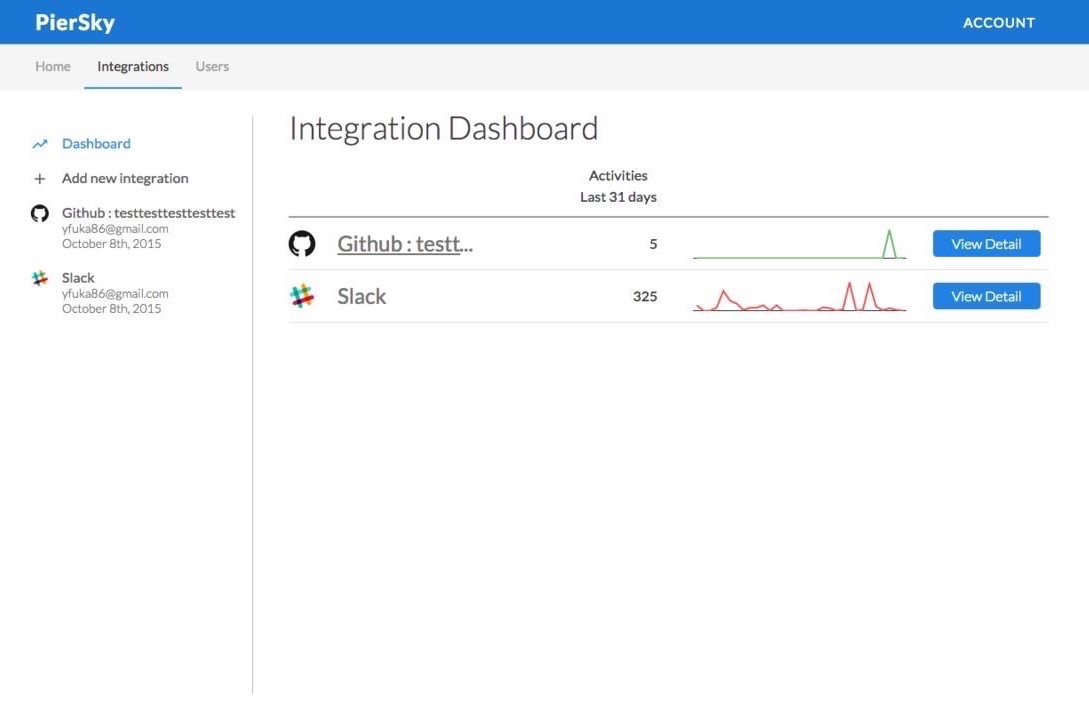 PierSky
ACCOUNT
Home
Integrations
Users
Dashboard
Add new integration
Github : testtesttesttesttest
yfuka86@gmail.com
October 8th, 2015
Slack
yfuka86@gmail.com
October 8th, 2015
Integration Dashboard
Activities
Last 31 days
Github : testt...
5
View Detail
Slack
325
View Detail